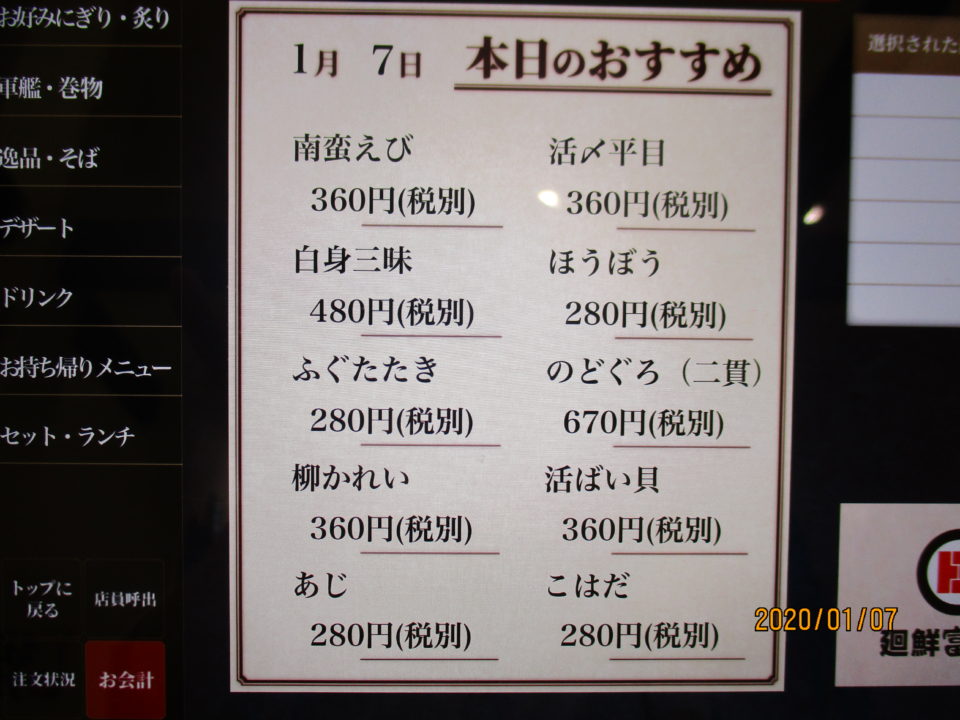 お好みにぎり・炙り
軍艦・巻物
逸品・そば
デザート
ドリンク
お持ち帰りメニュー
セット・ランチ
トップに
戻る
店員呼出
注文状況
お会計
1月 7日 本日のおすすめ
南蛮えび
360円(税別)
白身三昧
480円(税別)
ふぐたたき
280円(税別)
柳かれい
360円(税別)
あじ
280円(税別)
活〆平目
360円(税別)
ほうぼう
280円(税別)
のどぐろ（二貫）
670円(税別)
活ばい貝
360円(税別)
こはだ
280円(税別)
選択された
廻鮮富
2020/01/07